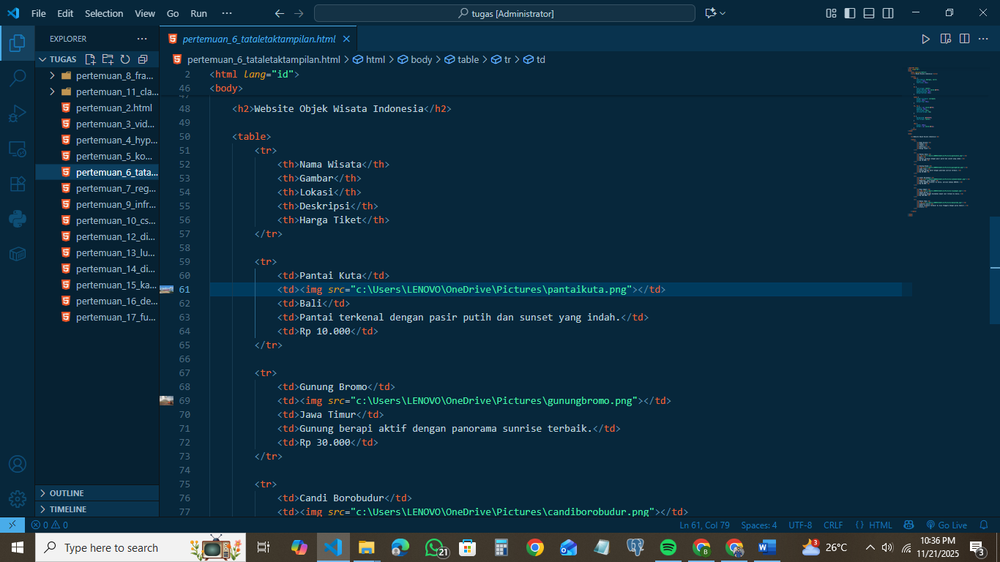 File Edit Selection View Go Run ··· tugas [Administrator]
EXPLORER ···
pertemuan_6_tataletaktampilan.html
TUGAS
pertemuan_8_fra...
pertemuan_11_cla...
pertemuan_2.html
pertemuan_3_vid...
pertemuan_4_hyp...
pertemuan_5_ko...
pertemuan_6_tata...
pertemuan_7_reg...
pertemuan_9_infr...
pertemuan_10_cs...
pertemuan_12_di...
pertemuan_13_lu...
pertemuan_14_di...
pertemuan_15_ka...
pertemuan_16_de...
pertemuan_17_fu...
OUTLINE
TIMELINE
pertemuan_6_tataletaktampilan.html > html > body > table > tr > td
2 <html lang="id">
46 <body>
47
48 <h2>Website Objek Wisata Indonesia</h2>
49
50 <table>
51 <tr>
52 <th>Nama Wisata</th>
53 <th>Gambar</th>
54 <th>Lokasi</th>
55 <th>Deskripsi</th>
56 <th>Harga Tiket</th>
57 </tr>
58
59 <tr>
60 <td>Pantai Kuta</td>
61 <td><img src="c:\Users\LENOVO\OneDrive\Pictures\pantaikuta.png"></td>
62 <td>Bali</td>
63 <td>Pantai terkenal dengan pasir putih dan sunset yang indah.</td>
64 <td>Rp 10.000</td>
65 </tr>
66
67 <tr>
68 <td>Gunung Bromo</td>
69 <td><img src="c:\Users\LENOVO\OneDrive\Pictures\gunungbromo.png"></td>
70 <td>Jawa Timur</td>
71 <td>Gunung berapi aktif dengan panorama sunrise terbaik.</td>
72 <td>Rp 30.000</td>
73 </tr>
74
75 <tr>
76 <td>Candi Borobudur</td>
77 <td><img src="c:\Users\LENOVO\OneDrive\Pictures\candiborobudur.png"></td>
0 0 Ln 61, Col 79 Spaces: 4 UTF-8 CRLF {} HTML Go Live
Type here to search 21 3 26°C 10:36 PM
11/21/2025 3